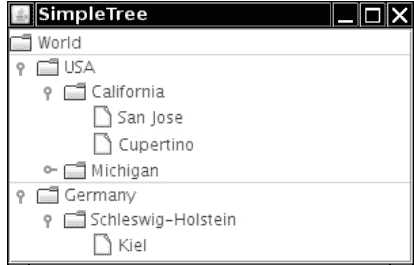 SimpleTree
World
USA
California
San Jose
Cupertino
Michigan
Germany
Schleswig-Holstein
Kiel